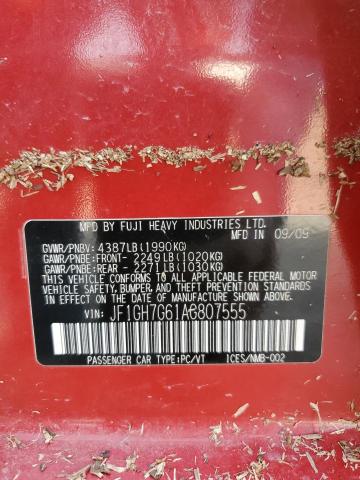 MFD BY FUJI HEAVY INDUSTRIES LTD.
MFD IN 09/09
GVWR/PNBV: 4387LB(1990KG)
GAWR/PNBE:FRONT- 2249LB(1020KG)
GAWR/PNBE:REAR - 2271LB(1030KG)
THIS VEHICLE CONFORMS TO ALL APPLICABLE FEDERAL MOTOR
VEHICLE SAFETY, BUMPER, AND THEFT PREVENTION STANDARDS
IN EFFECT ON THE DATE OF MANUFACTURE SHOWN ABOVE.
VIN: JF1GH7G61A8807555
PASSENGER CAR TYPE:PC/VT ICES/NMB-002